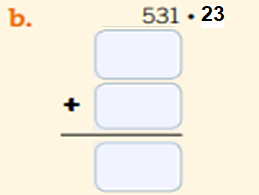 b. 531 • 23
+